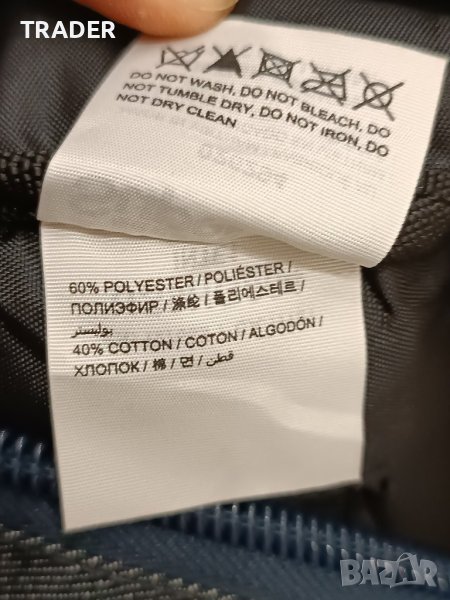 TRADER
DO NOT WASH, DO NOT BLEACH, DO
NOT TUMBLE DRY, DO NOT IRON, DO
NOT DRY CLEAN
60% POLYESTER / POLIÉSTER /
ПОЛИЭФИР / 涤纶 / 폴리에스테르 /
بوليستر
40% COTTON / COTON / ALGODÓN /
ХЛОПОК / 棉 / 면 / قطن
BAZAR